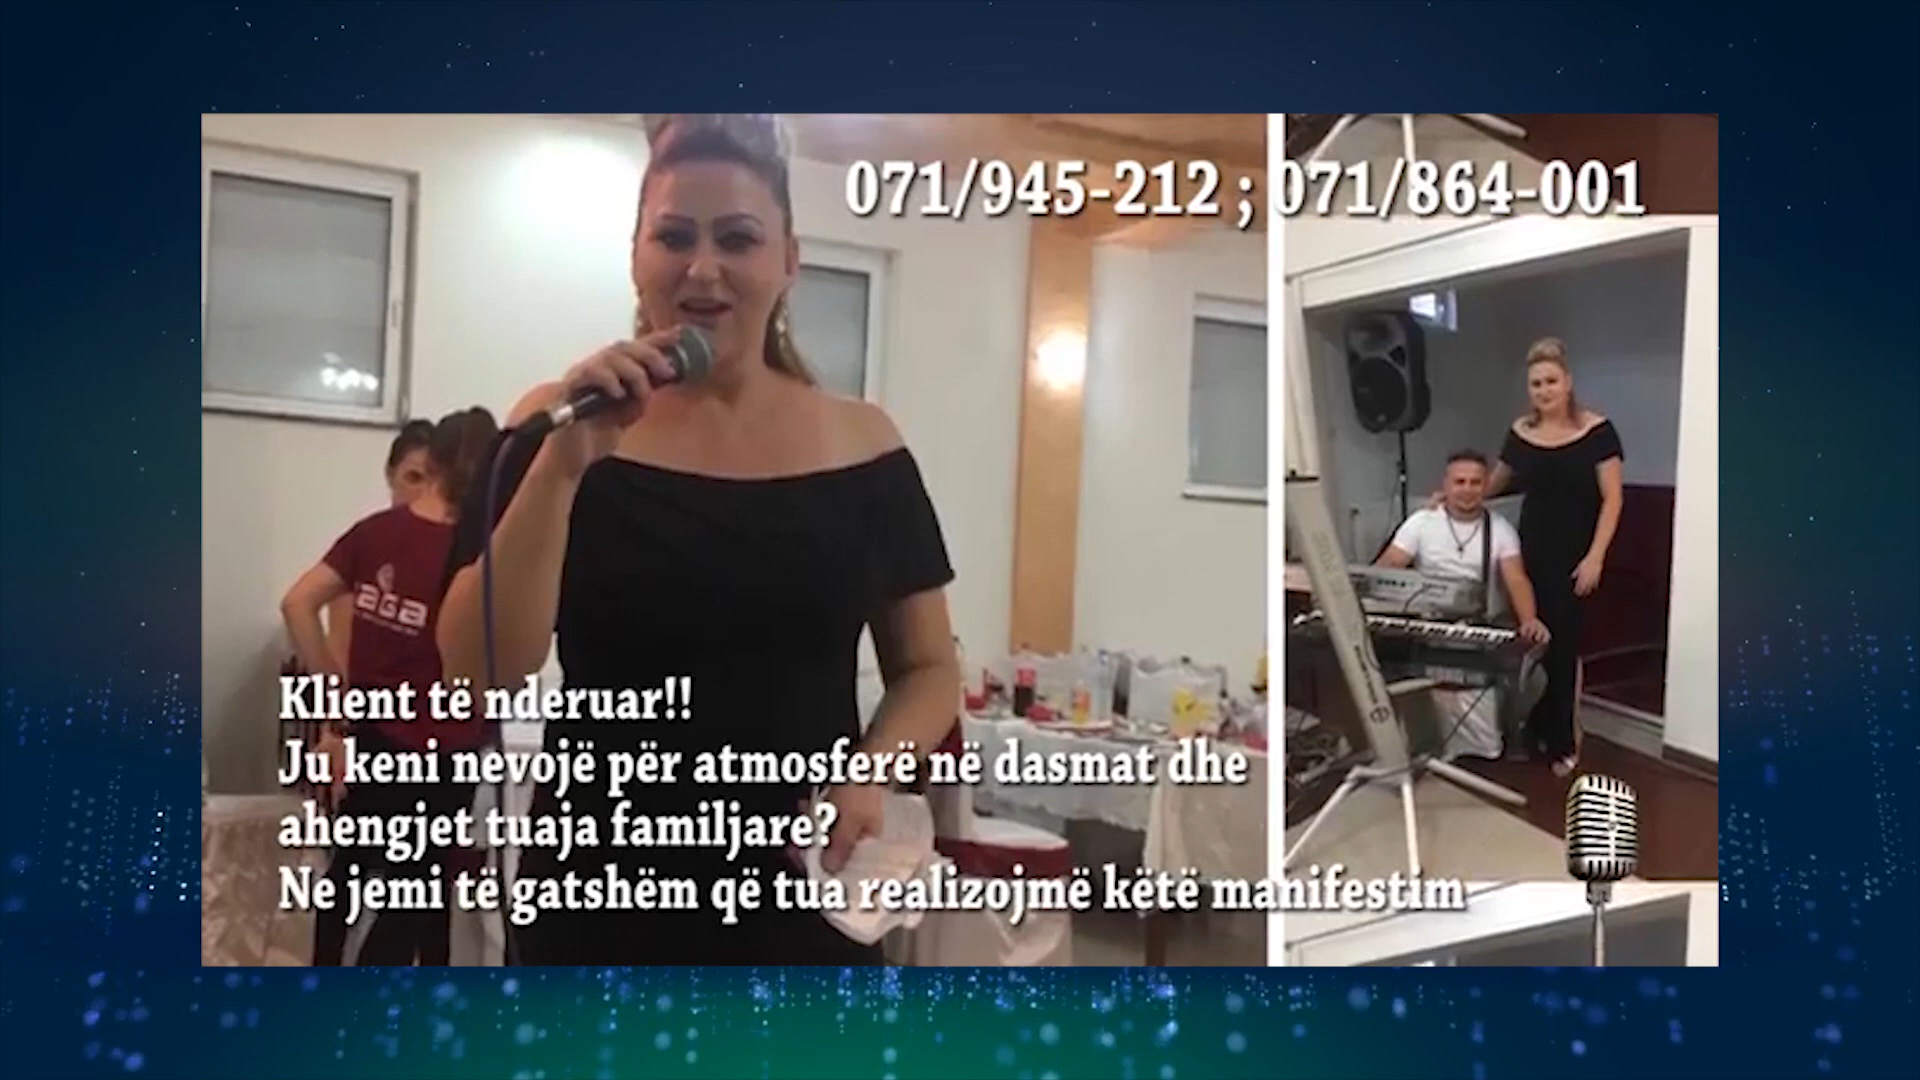 071/945-212 ; 071/864-001
aGa
Klient të nderuar!!
Ju keni nevojë për atmosferë në dasmat dhe
ahengjet tuaja familjare?
Ne jemi të gatshëm që tua realizojmë këtë manifestim